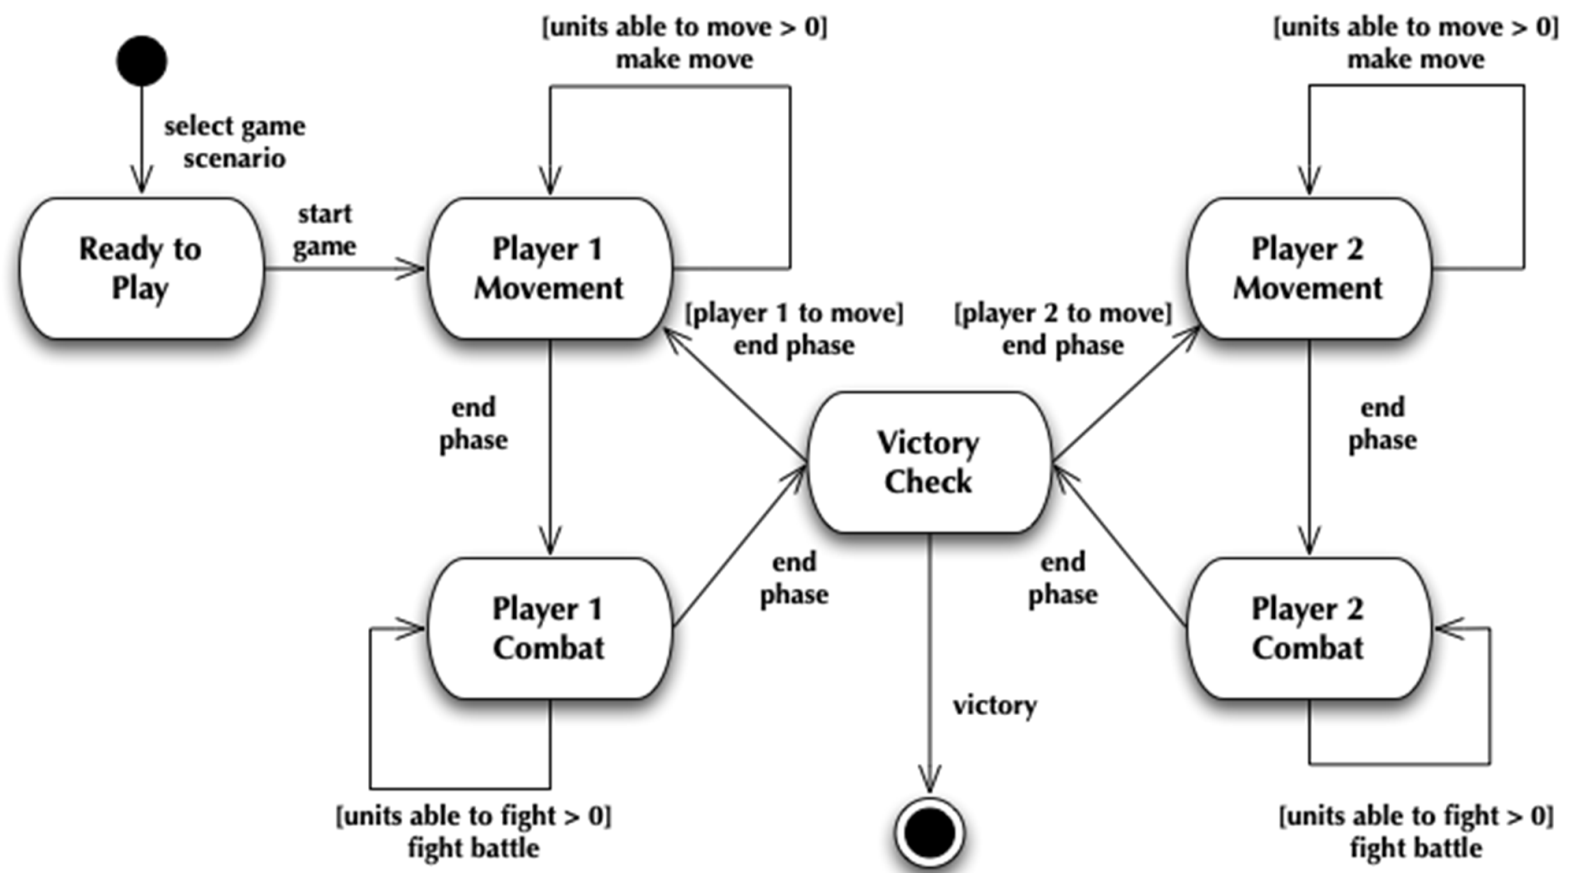 [units able to move > 0]
make move
[units able to move > 0]
make move
select game
scenario
start
game
Ready to
Play
Player 1
Movement
Player 2
Movement
[player 1 to move]
end phase
[player 2 to move]
end phase
end
phase
Victory
Check
end
phase
end
phase
end
phase
Player 1
Combat
Player 2
Combat
victory
[units able to fight > 0]
fight battle
[units able to fight > 0]
fight battle